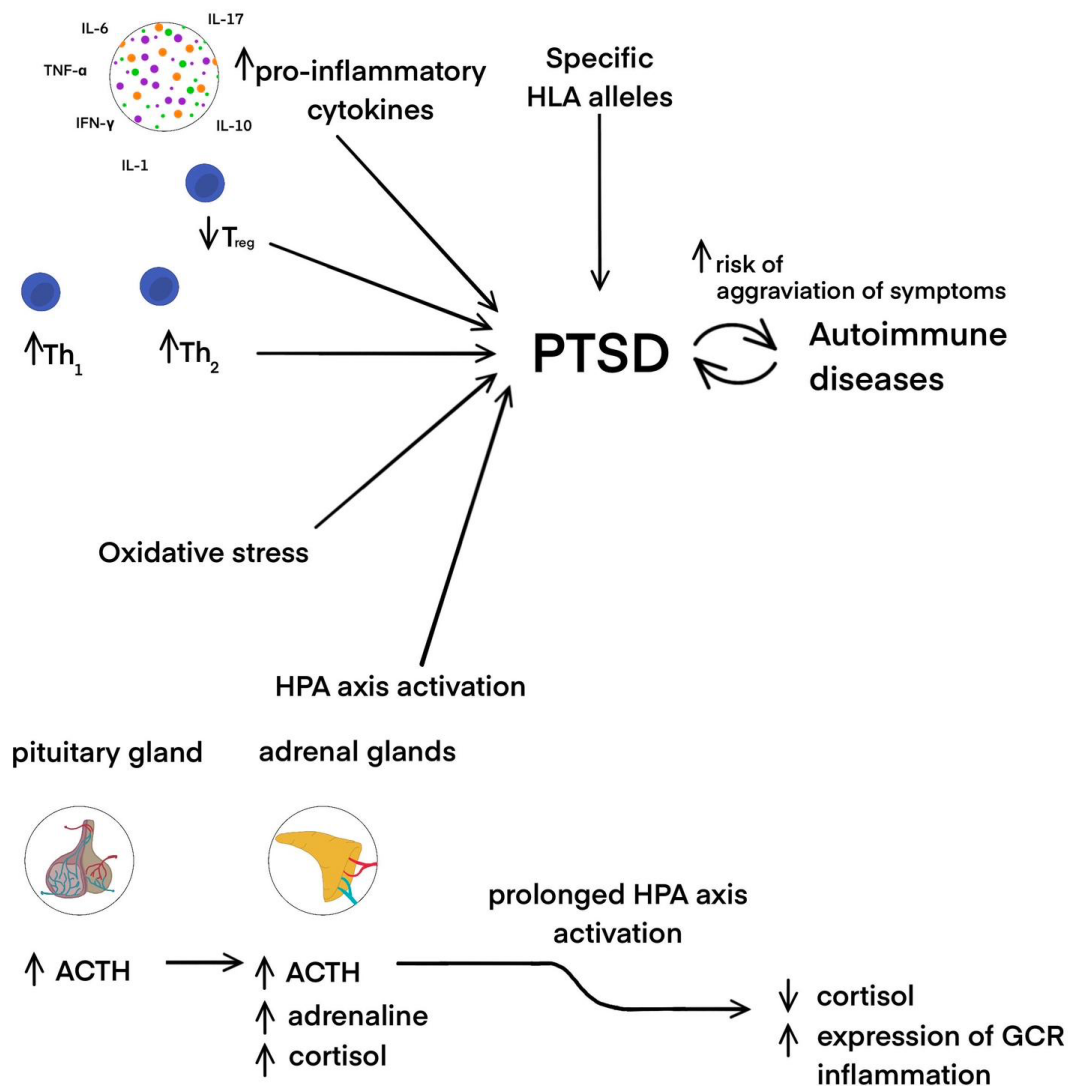 IL-6
IL-17
TNF-α
IFN-γ
IL-10
IL-1
↑pro-inflammatory
cytokines
Specific
HLA alleles
↓Treg
↑Th1
↑Th2
PTSD
↑risk of
aggraviation of symptoms
Autoimmune
diseases
Oxidative stress
HPA axis activation
pituitary gland
adrenal glands
↑ ACTH
↑ ACTH
↑ adrenaline
↑ cortisol
prolonged HPA axis
activation
↓ cortisol
↑ expression of GCR
inflammation